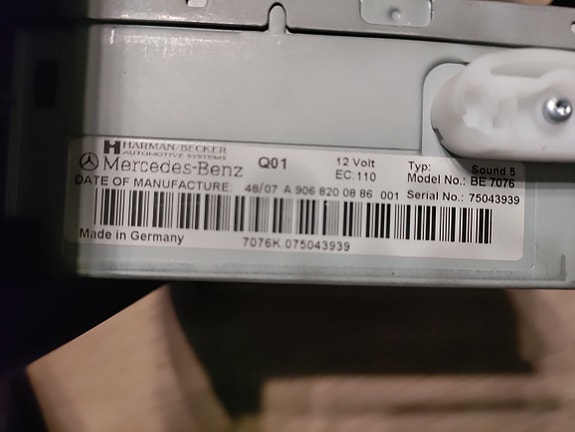 HARMAN/BECKER
AUTOMOTIVE SYSTEMS
Mercedes-Benz Q01 12 Volt Typ: Sound 5
EC:110 Model No.: BE 7076
DATE OF MANUFACTURE: 48/07 A 906 820 08 86 001 Serial No.: 75043939
Made in Germany 7076K.075043939